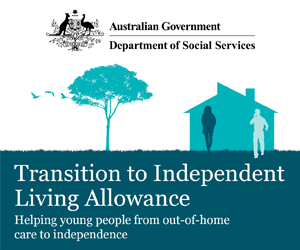 Australian Government
Department of Social Services
Transition to Independent
Living Allowance
Helping young people from out-of-home
care to independence